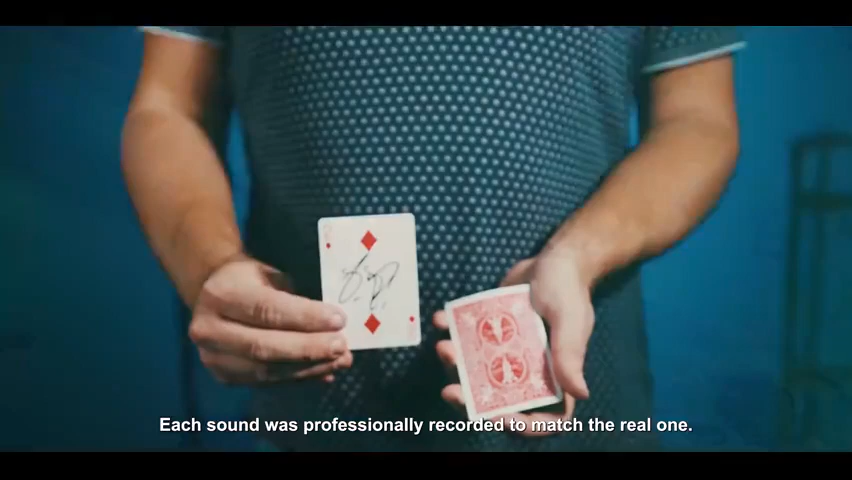 Each sound was professionally recorded to match the real one.